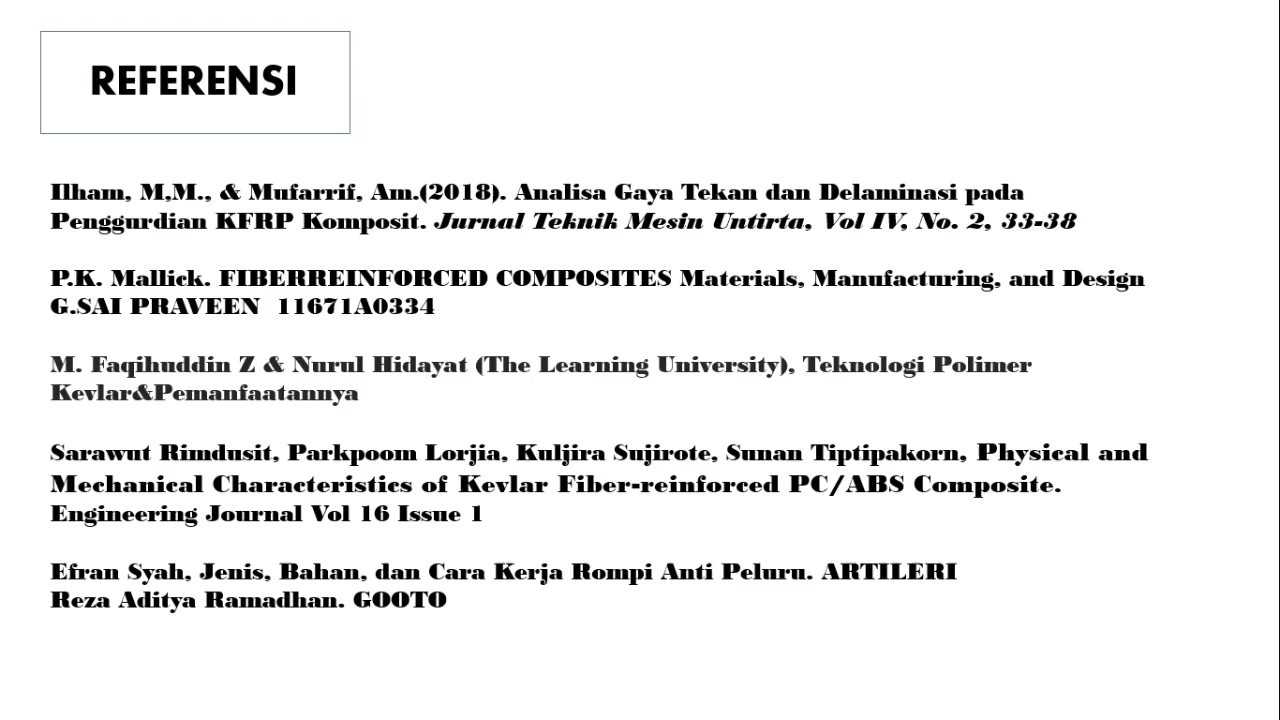 REFERENSI
Ilham, M,M., & Mufarrif, Am.(2018). Analisa Gaya Tekan dan Delaminasi pada
Penggurdian KFRP Komposit. Jurnal Teknik Mesin Untirta, Vol IV, No. 2, 33-38
P.K. Mallick. FIBERREINFORCED COMPOSITES Materials, Manufacturing, and Design
G.SAI PRAVEEN 11671A0334
M. Faqihuddin Z & Nurul Hidayat (The Learning University), Teknologi Polimer
Kevlar&Pemanfaatannya
Sarawut Rimdusit, Parkpoom Lorjia, Kuljira Sujirote, Sunan Tiptipakorn, Physical and
Mechanical Characteristics of Kevlar Fiber-reinforced PC/ABS Composite.
Engineering Journal Vol 16 Issue 1
Efran Syah, Jenis, Bahan, dan Cara Kerja Rompi Anti Peluru. ARTILERI
Reza Aditya Ramadhan. GOOTO